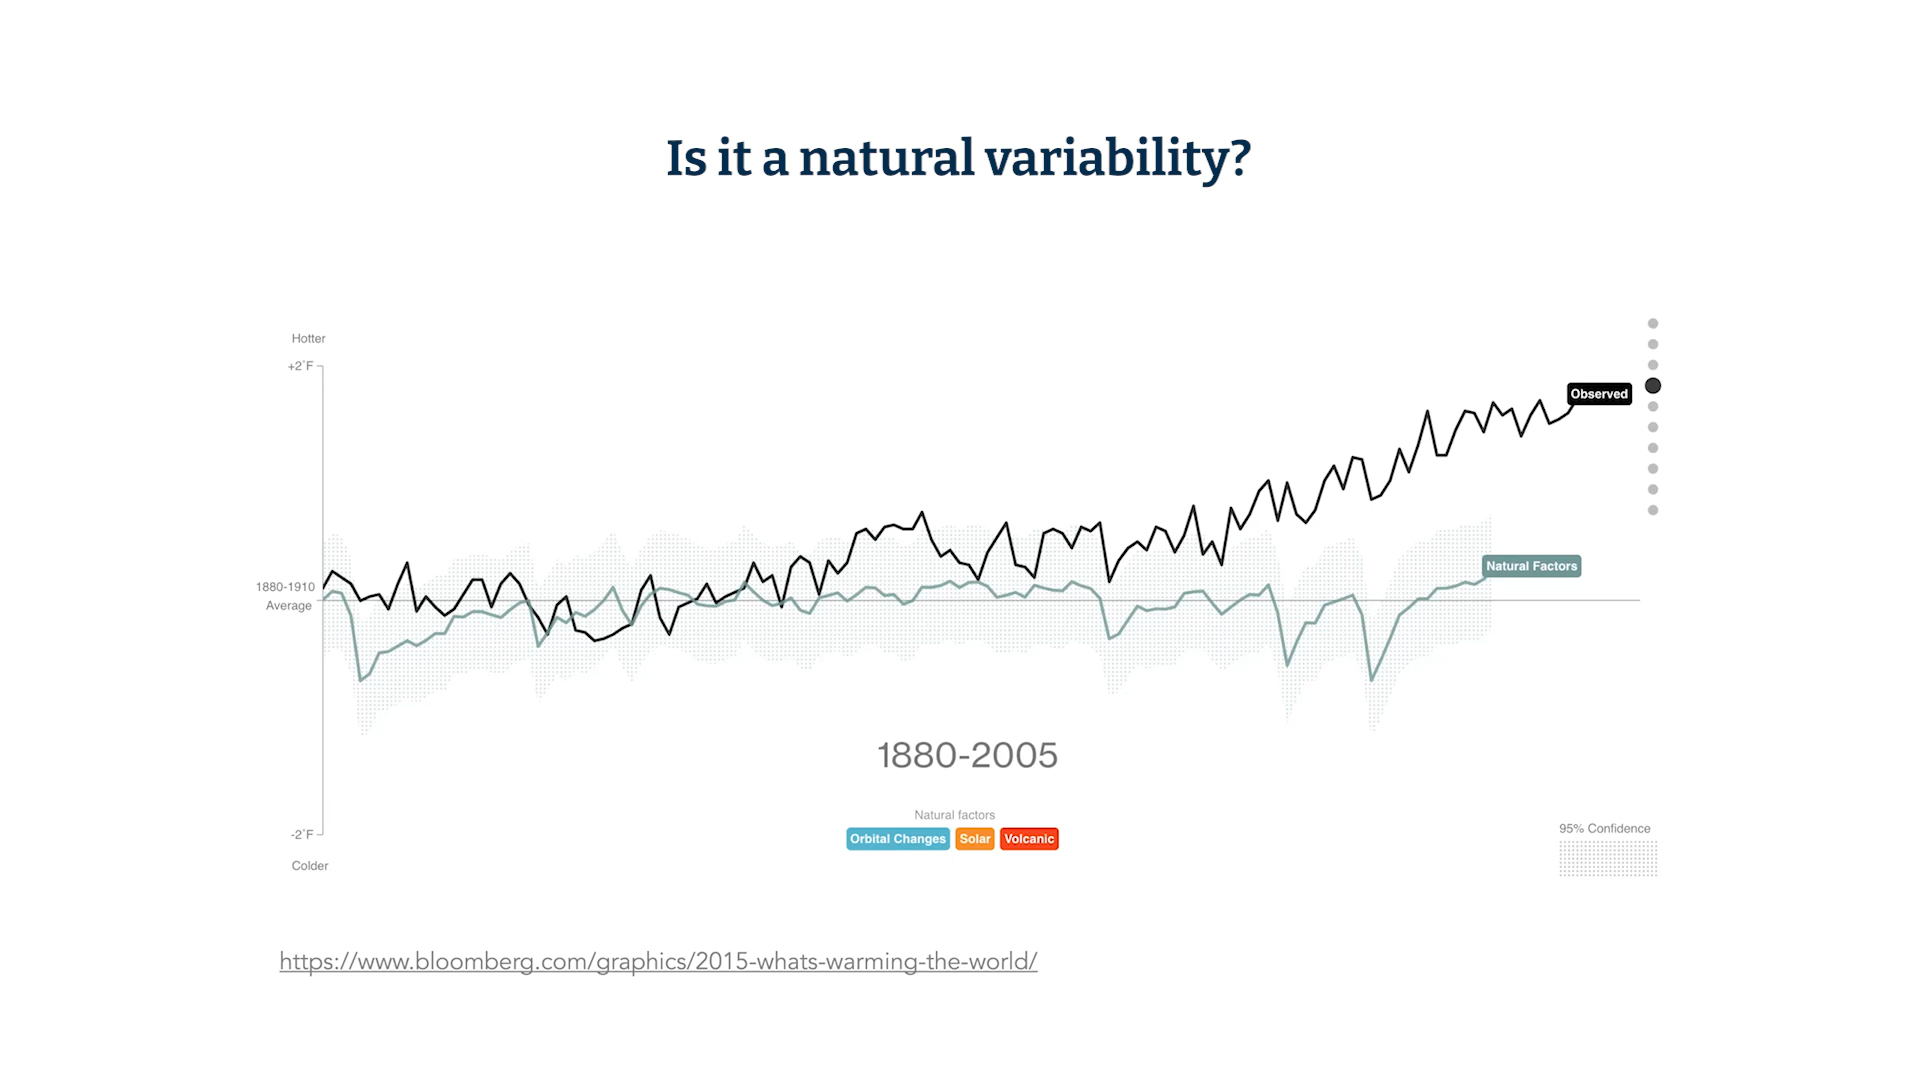 Is it a natural variability?
Hotter
+2°F
Observed
Natural Factors
1880-1910
Average
1880-2005
Natural factors
Orbital Changes Solar Volcanic
-2°F
95% Confidence
Colder
https://www.bloomberg.com/graphics/2015-whats-warming-the-world/